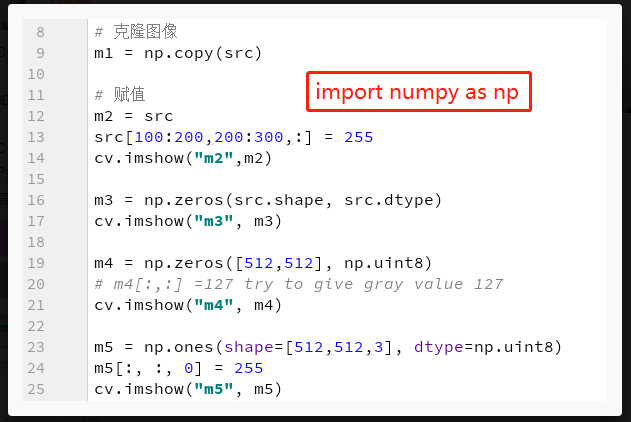 8 # 克隆图像
9 m1 = np.copy(src)
10
import numpy as np
11 # 赋值
12 m2 = src
13 src[100:200,200:300,:] = 255
14 cv.imshow("m2",m2)
15
16 m3 = np.zeros(src.shape, src.dtype)
17 cv.imshow("m3", m3)
18
19 m4 = np.zeros([512,512], np.uint8)
20 # m4[:,:] =127 try to give gray value 127
21 cv.imshow("m4", m4)
22
23 m5 = np.ones(shape=[512,512,3], dtype=np.uint8)
24 m5[:, :, 0] = 255
25 cv.imshow("m5", m5)